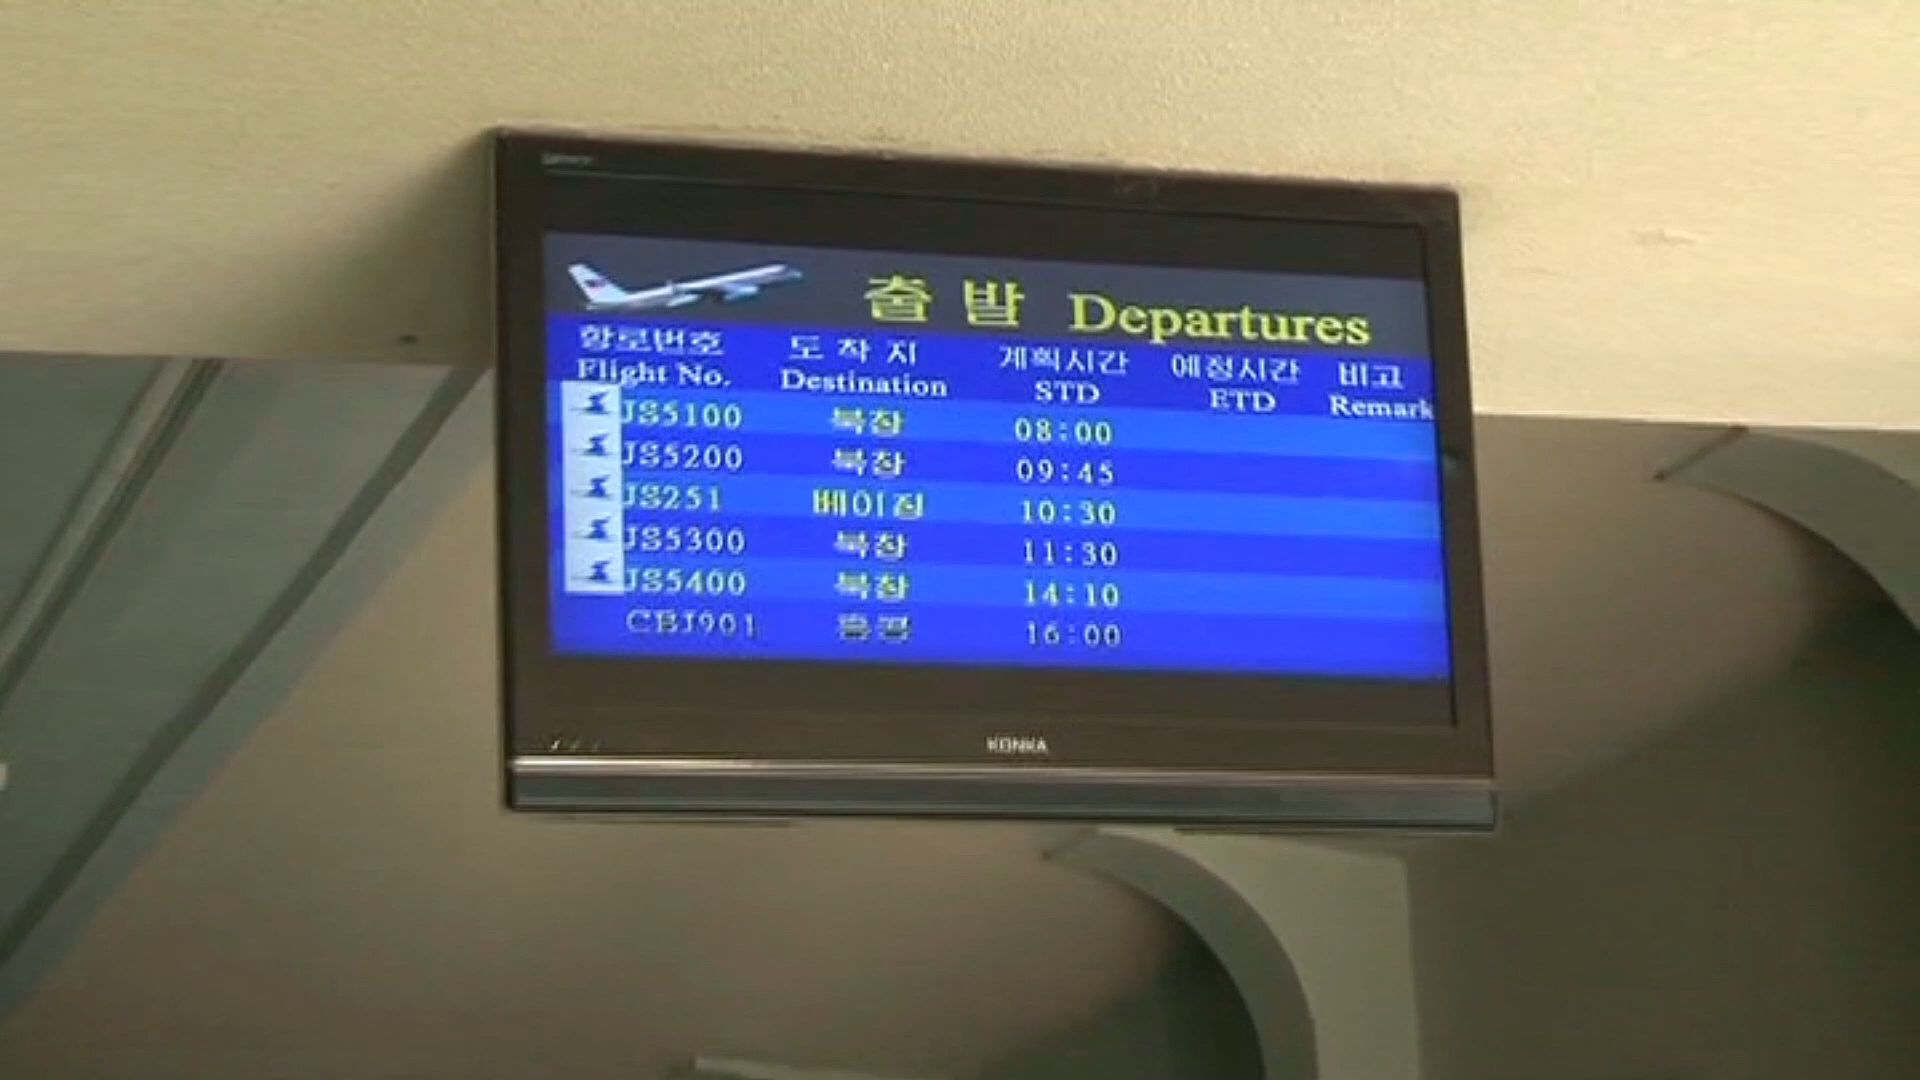 출 발 Departures
항로번호 도 착 지 계획시간 예정시간 비고
Flight No. Destination STD ETD Remark
JS5100 북창 08:00
JS5200 북창 09:45
JS251 베이징 10:30
JS5300 북창 11:30
JS5400 북창 14:10
CBJ901 홍콩 16:00
KONKA